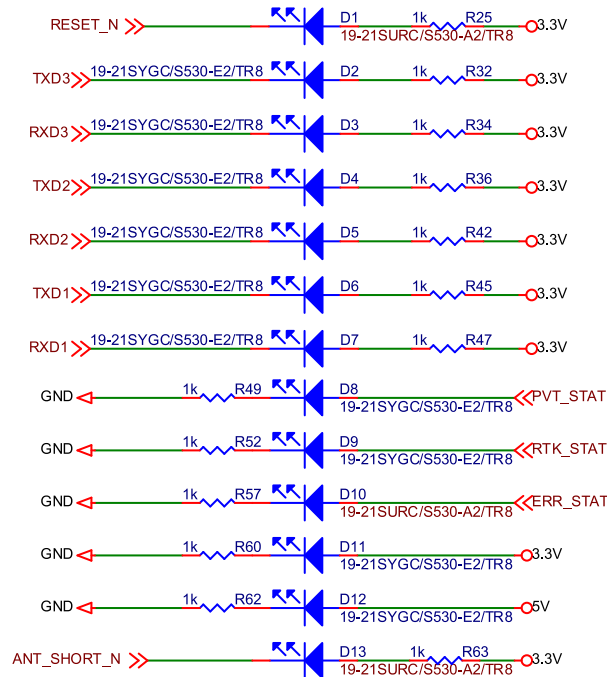 RESET_N D1 1k R25 3.3V
19-21SURC/S530-A2/TR8
TXD3 19-21SYGC/S530-E2/TR8 D2 1k R32 3.3V
RXD3 19-21SYGC/S530-E2/TR8 D3 1k R34 3.3V
TXD2 19-21SYGC/S530-E2/TR8 D4 1k R36 3.3V
RXD2 19-21SYGC/S530-E2/TR8 D5 1k R42 3.3V
TXD1 19-21SYGC/S530-E2/TR8 D6 1k R45 3.3V
RXD1 19-21SYGC/S530-E2/TR8 D7 1k R47 3.3V
GND 1k R49 D8 PVT_STAT
19-21SYGC/S530-E2/TR8
GND 1k R52 D9 RTK_STAT
19-21SYGC/S530-E2/TR8
GND 1k R57 D10 ERR_STAT
19-21SURC/S530-A2/TR8
GND 1k R60 D11 3.3V
19-21SYGC/S530-E2/TR8
GND 1k R62 D12 5V
19-21SYGC/S530-E2/TR8
ANT_SHORT_N D13 1k R63 3.3V
19-21SURC/S530-A2/TR8